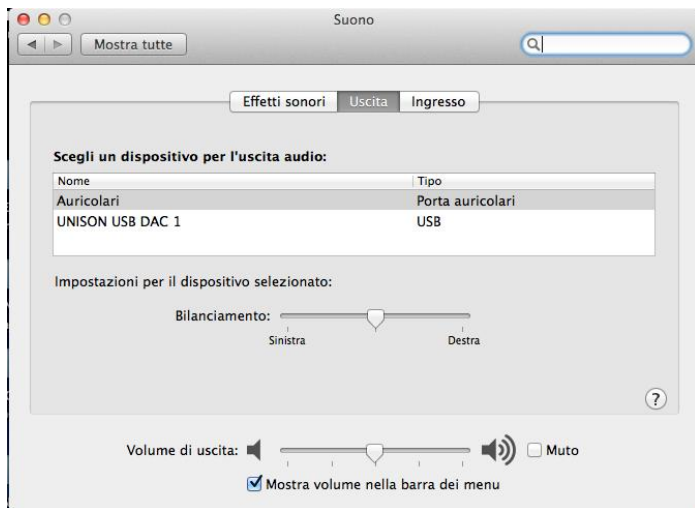 Suono
Mostra tutte
Effetti sonori Uscita Ingresso
Scegli un dispositivo per l'uscita audio:
Nome Tipo
Auricolari Porta auricolari
UNISON USB DAC 1 USB
Impostazioni per il dispositivo selezionato:
Bilanciamento:
Sinistra Destra
?
Volume di uscita: Muto
Mostra volume nella barra dei menu